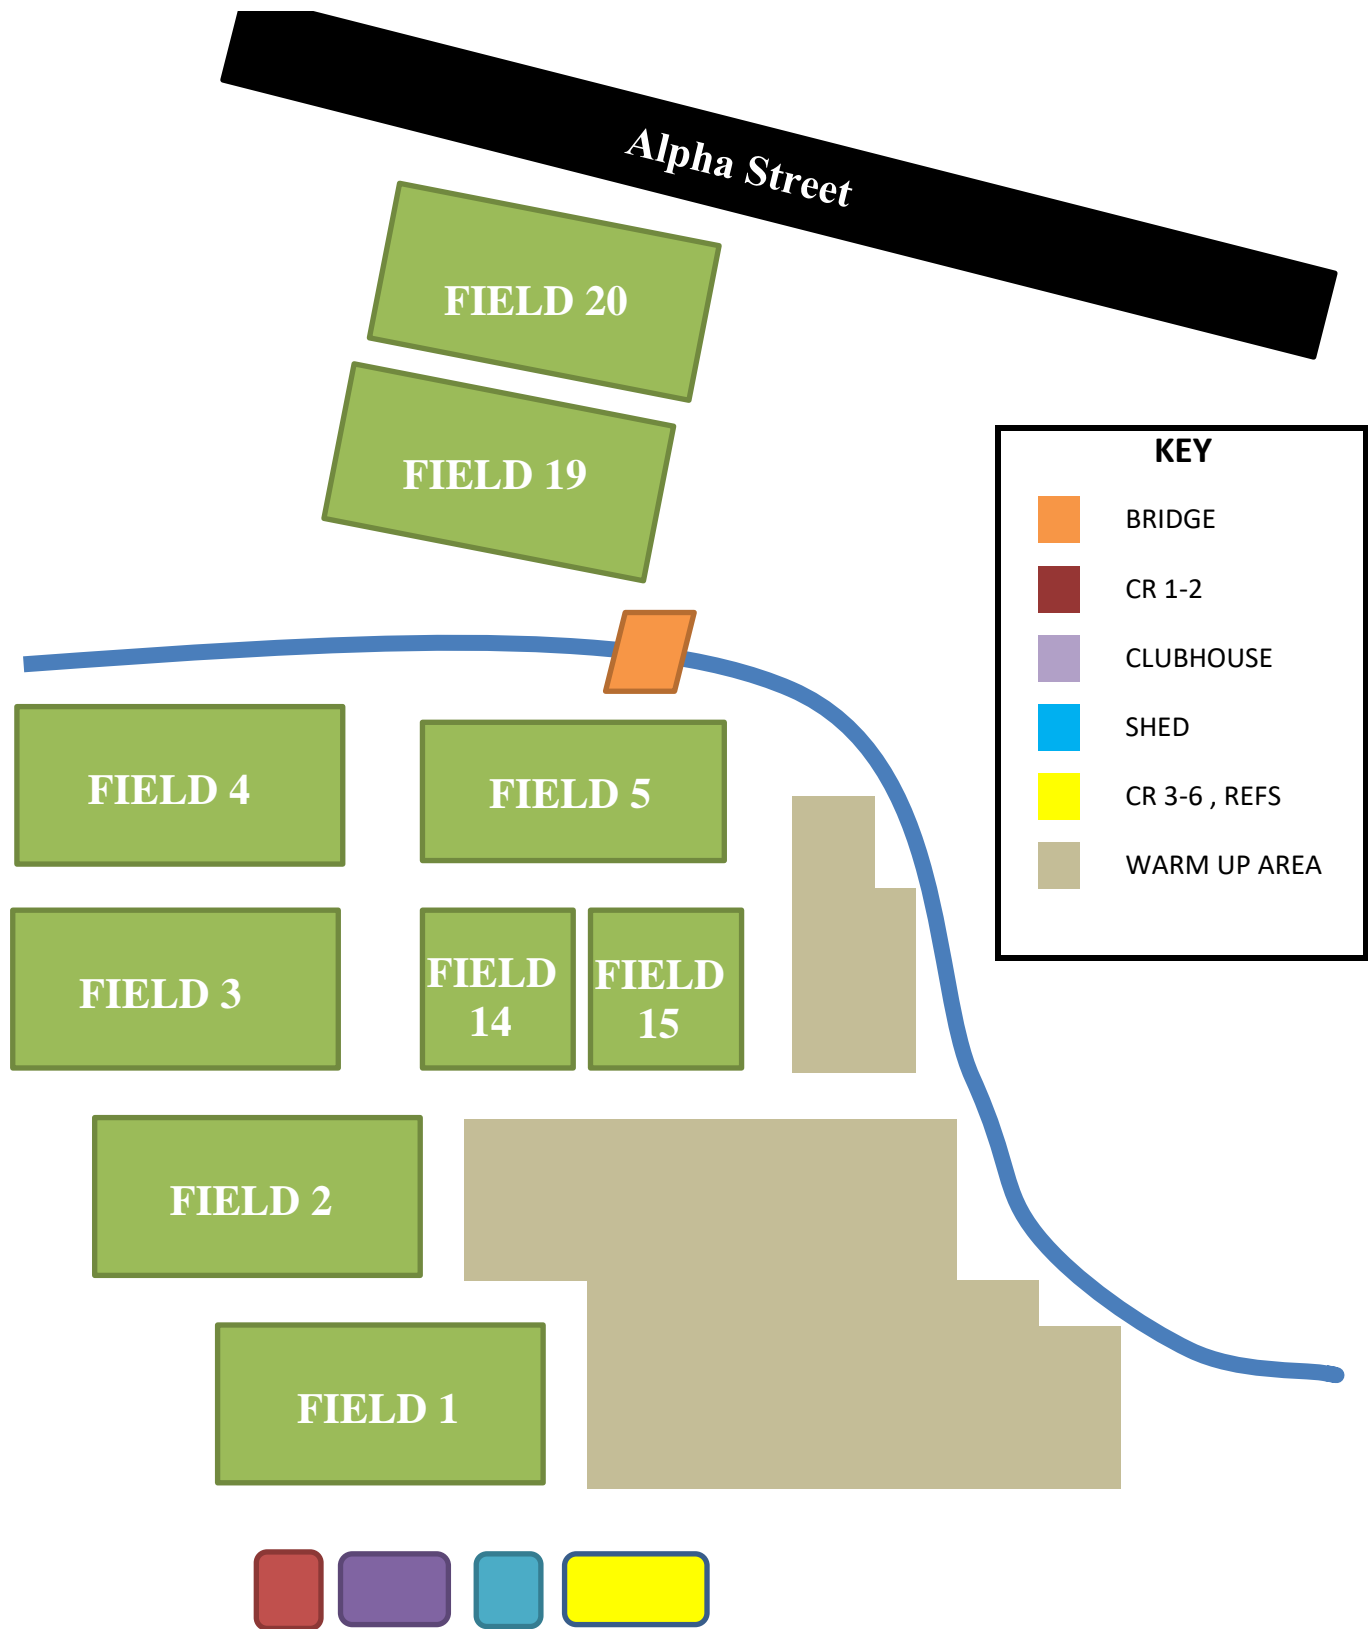 Alpha Street
FIELD 20
FIELD 19
KEY
BRIDGE
CR 1-2
CLUBHOUSE
SHED
CR 3-6 , REFS
WARM UP AREA
FIELD 4
FIELD 5
FIELD 3
FIELD
14
FIELD
15
FIELD 2
FIELD 1